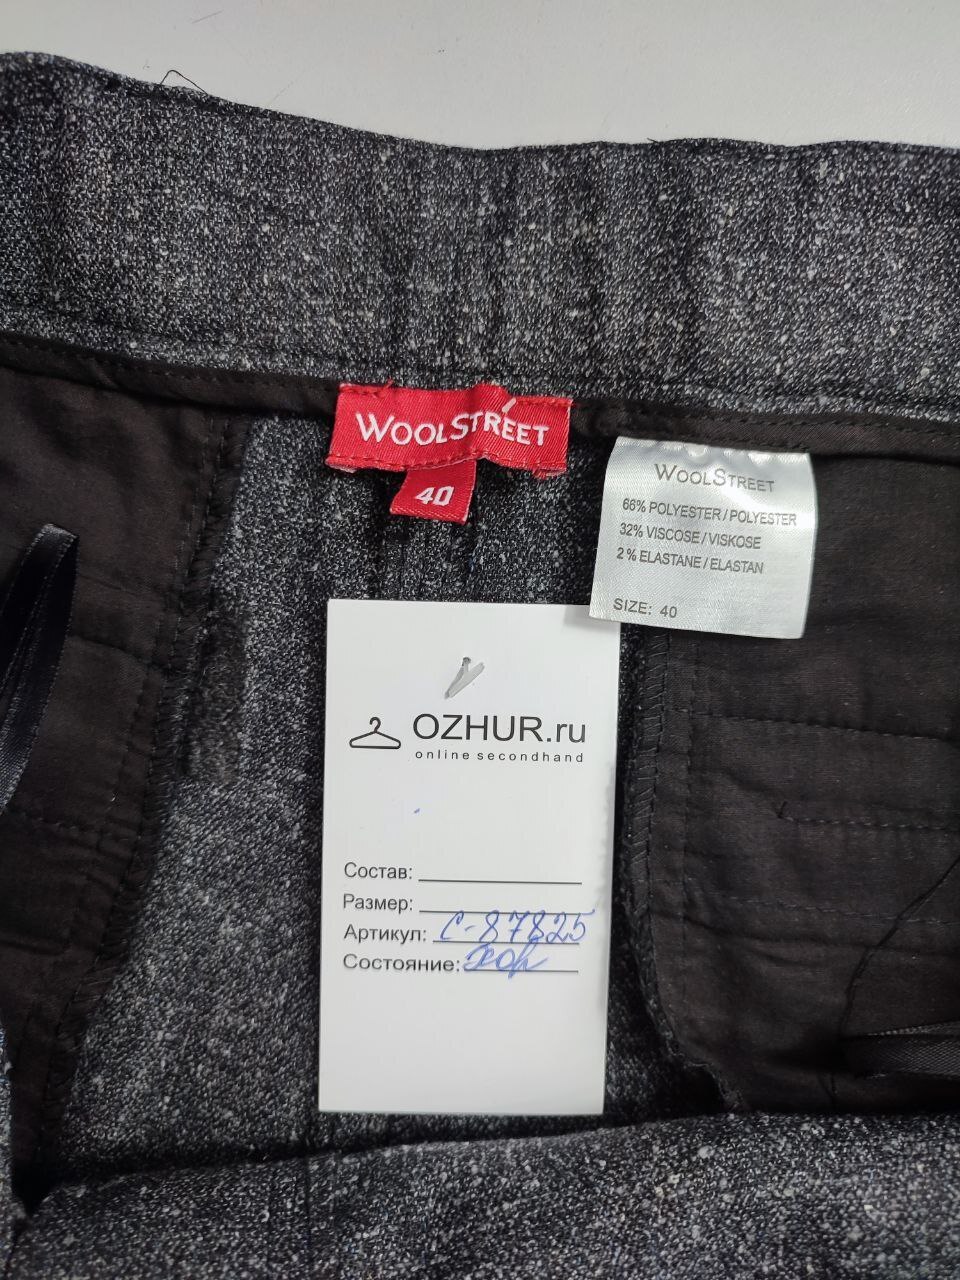 WOOLSTREET
40
WOOLSTREET
66% POLYESTER / POLYESTER
32% VISCOSE / VISKOSE
2% ELASTANE / ELASTAN
SIZE: 40
OZHUR.ru
online secondhand
Состав:
Размер:
Артикул: С-87825
Состояние: хор